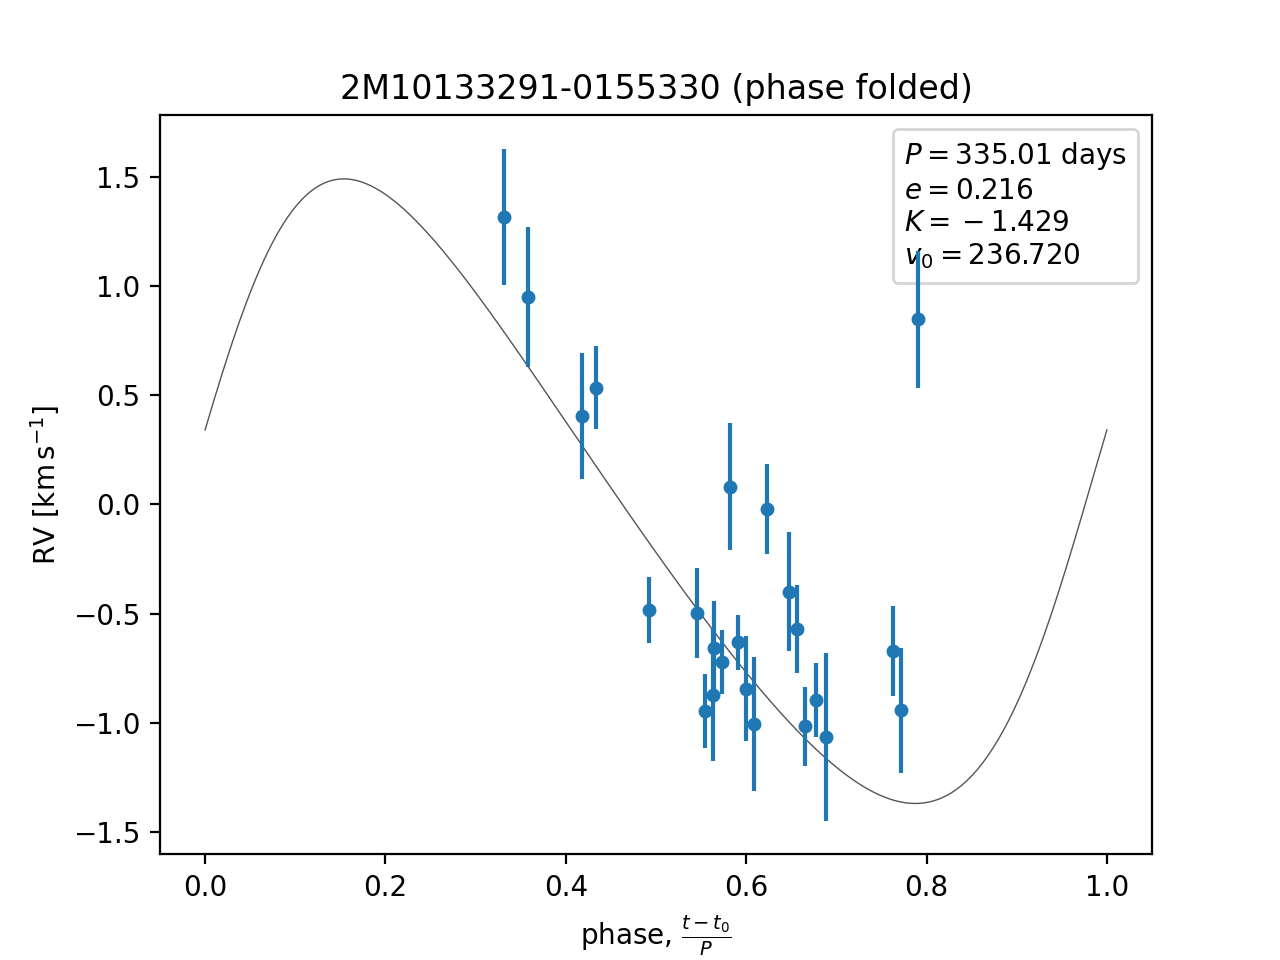 2M10133291-0155330 (phase folded)
P = 335.01 days
e = 0.216
K = − 1.429
v₀ = 236.720
1.5
1.0
0.5
0.0
−0.5
−1.0
−1.5
RV [km s⁻¹]
0.0 0.2 0.4 0.6 0.8 1.0
phase, (t − t₀)/P